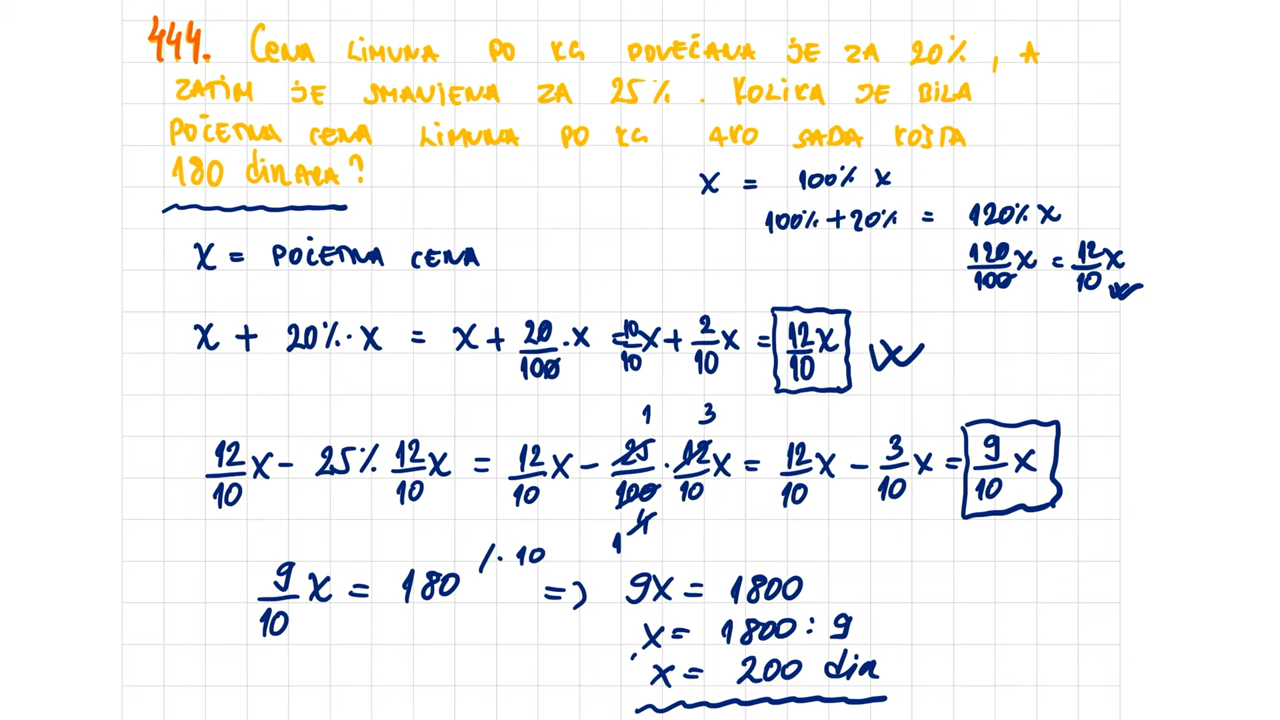 444. CENA LIMUNA PO KG POVEĆANA JE ZA 20%, A
ZATIM JE SMANJENA ZA 25%. KOLIKA JE BILA
POČETNA CENA LIMUNA PO KG AKO SADA KOŠTA
180 dinARA?
x = 100% x
100% + 20% = 120% x
120/100 x = 12/10 x
x = POČETNA CENA
x + 20% · x = x + 20/100 · x = 10/10 x + 2/10 x = 12/10 x
1 3
12/10 x - 25% 12/10 x = 12/10 x - 25/100 · 12/10 x = 12/10 x - 3/10 x = 9/10 x
1 4
9/10 x = 180 /· 10 => 9x = 1800
x = 1800 : 9
x = 200 din